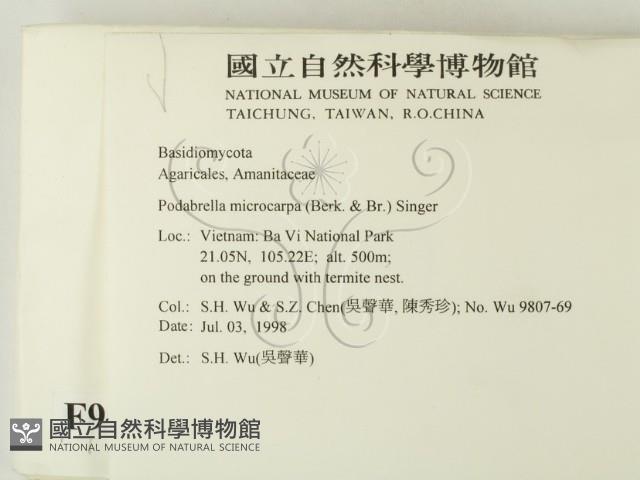 國立自然科學博物館
NATIONAL MUSEUM OF NATURAL SCIENCE
TAICHUNG, TAIWAN, R.O.CHINA
Basidiomycota
Agaricales, Amanitaceae
Podabrella microcarpa (Berk. & Br.) Singer
Loc.: Vietnam: Ba Vi National Park
21.05N, 105.22E; alt. 500m;
on the ground with termite nest.
Col.: S.H. Wu & S.Z. Chen(吳聲華, 陳秀珍); No. Wu 9807-69
Date: Jul. 03, 1998
Det.: S.H. Wu(吳聲華)
F9
國立自然科學博物館
NATIONAL MUSEUM OF NATURAL SCIENCE